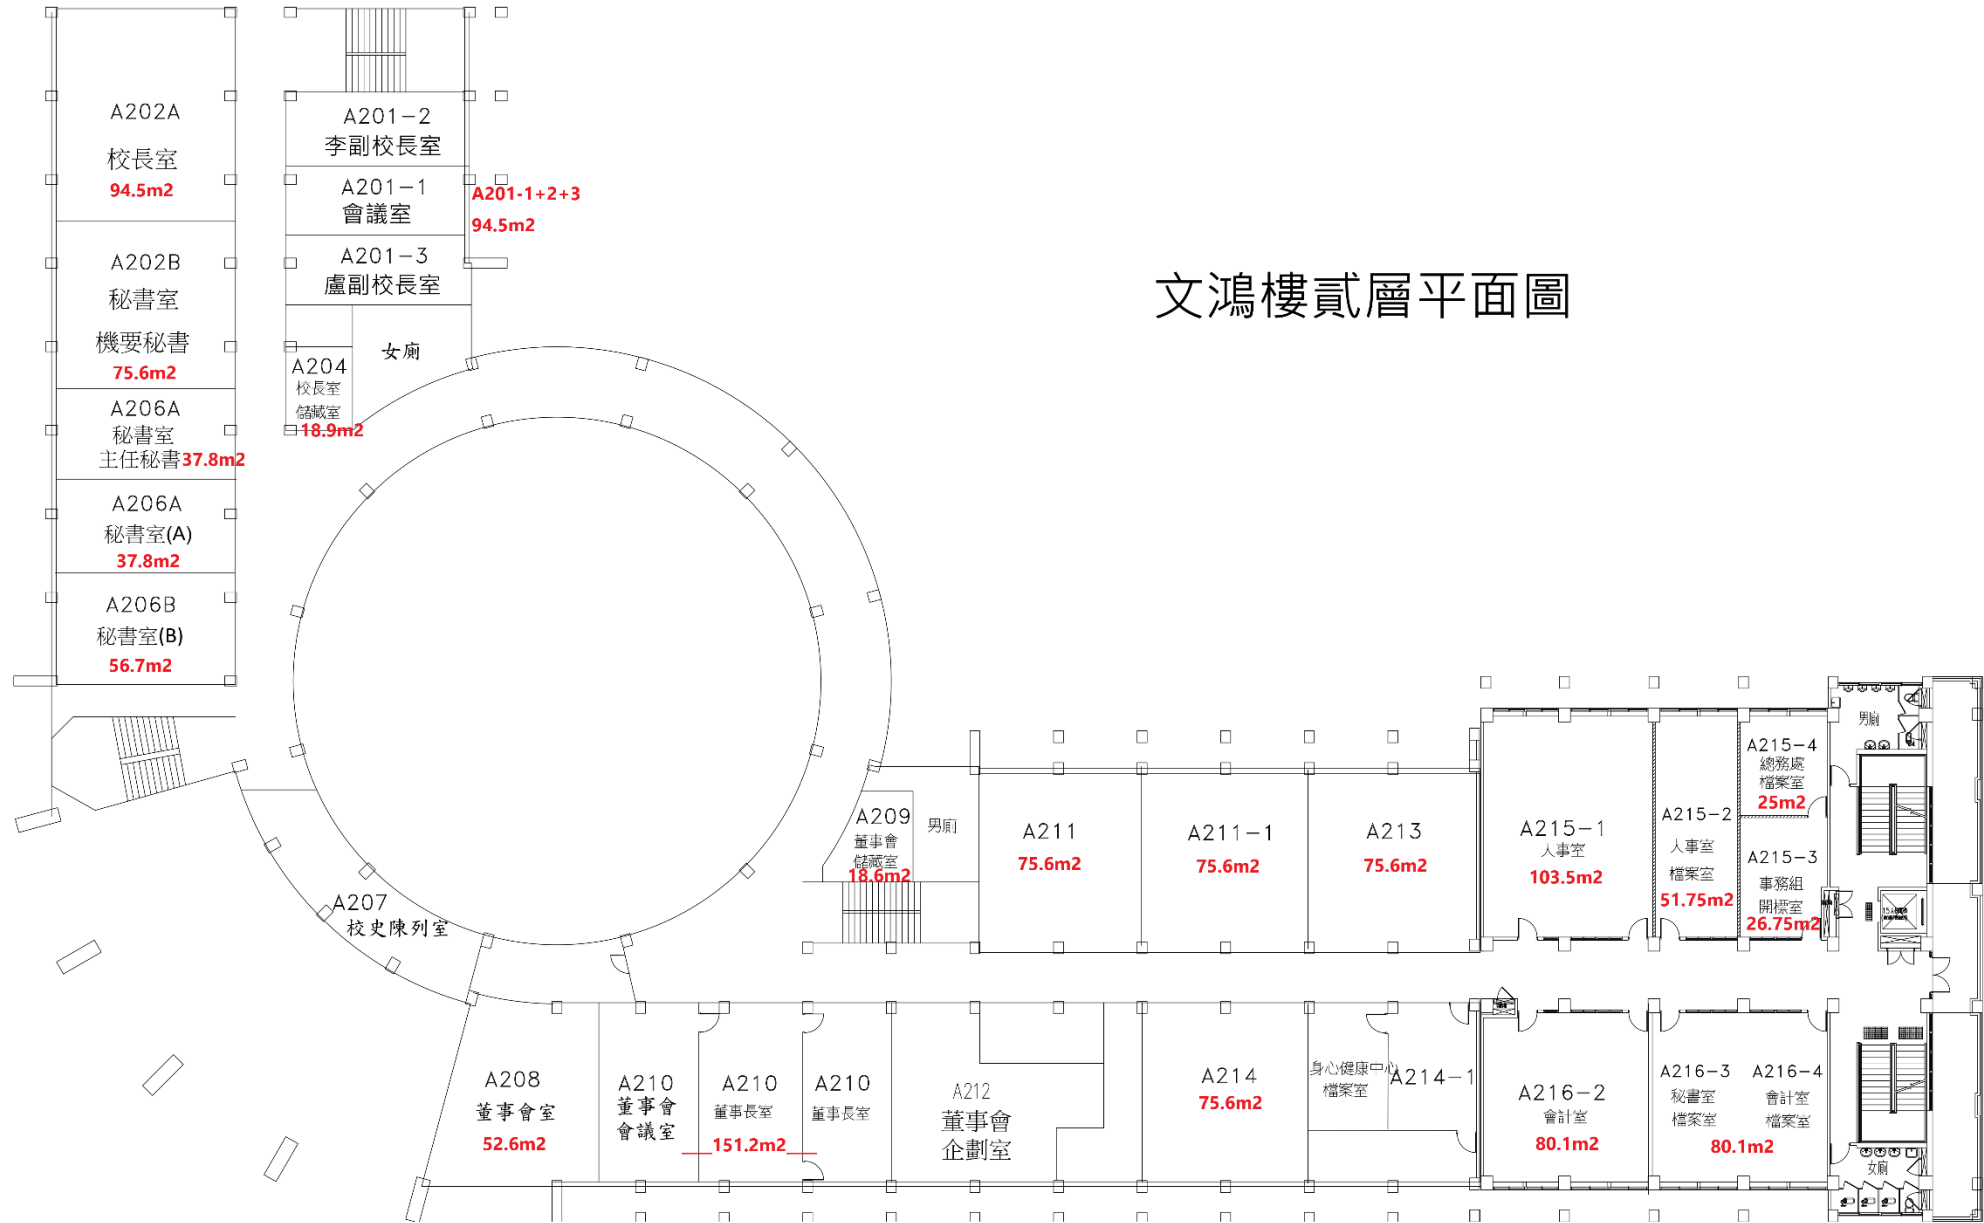 文鴻樓貳層平面圖
A202A
校長室
94.5m2
A202B
秘書室
機要秘書
75.6m2
A206A
秘書室
主任秘書37.8m2
A206A
秘書室(A)
37.8m2
A206B
秘書室(B)
56.7m2
A201-2
李副校長室
A201-1
會議室
A201-3
盧副校長室
A201-1+2+3
94.5m2
女廁
A204
校長室
儲藏室
18.9m2
A207
校史陳列室
A209
董事會
儲藏室
18.6m2
男廁
A211
75.6m2
A211-1
75.6m2
A213
75.6m2
A215-1
人事室
103.5m2
A215-2
人事室
檔案室
51.75m2
A215-4
總務處
檔案室
25m2
A215-3
事務組
開標室
26.75m2
男廁
A208
董事會室
52.6m2
A210
董事會
會議室
A210
董事長室
151.2m2
A210
董事長室
A212
董事會
企劃室
A214
75.6m2
身心健康中心
檔案室
A214-1
A216-2
會計室
80.1m2
A216-3
秘書室
檔案室
A216-4
會計室
檔案室
80.1m2
女廁